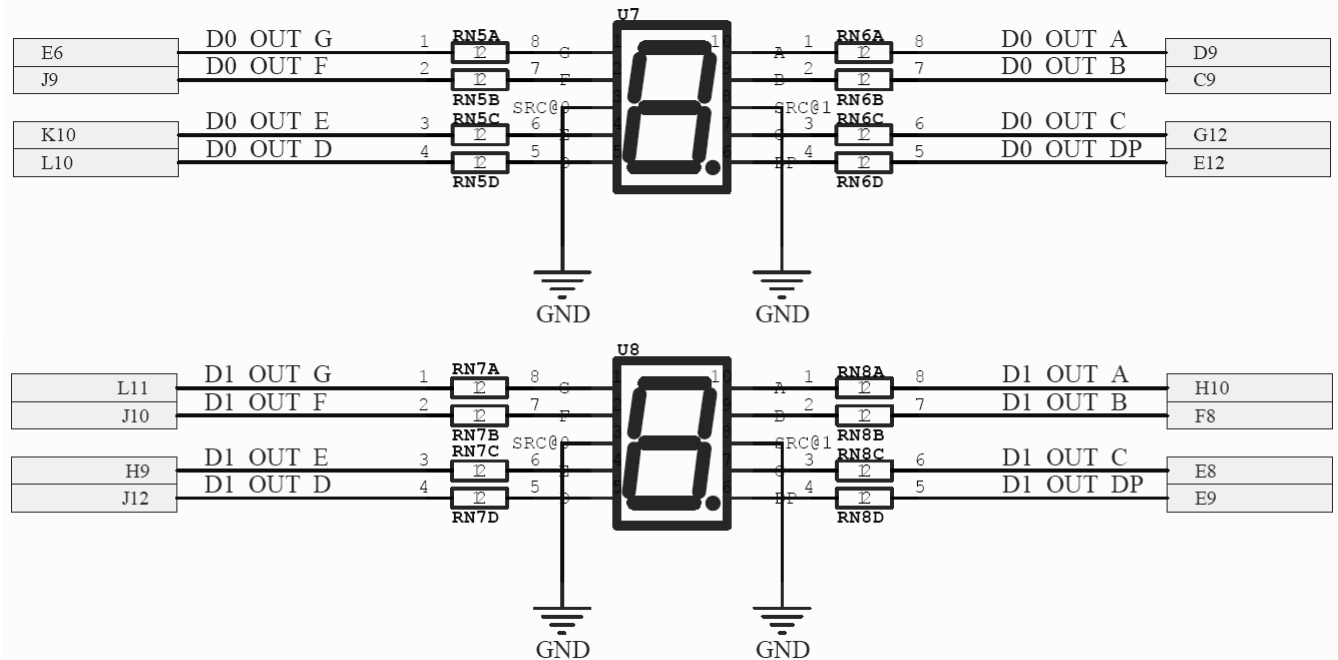 U7
E6 D0 OUT G 1 RN5A 8 G 1 A 1 RN6A 8 D0 OUT A D9
J9 D0 OUT F 2 RN5B 7 F B 2 RN6B 7 D0 OUT B C9
SRC@0 SRC@1
K10 D0 OUT E 3 RN5C 6 E C 3 RN6C 6 D0 OUT C G12
L10 D0 OUT D 4 RN5D 5 D DP 4 RN6D 5 D0 OUT DP E12
GND GND
U8
L11 D1 OUT G 1 RN7A 8 G 1 A 1 RN8A 8 D1 OUT A H10
J10 D1 OUT F 2 RN7B 7 F B 2 RN8B 7 D1 OUT B F8
SRC@0 SRC@1
H9 D1 OUT E 3 RN7C 6 E C 3 RN8C 6 D1 OUT C E8
J12 D1 OUT D 4 RN7D 5 D DP 4 RN8D 5 D1 OUT DP E9
GND GND